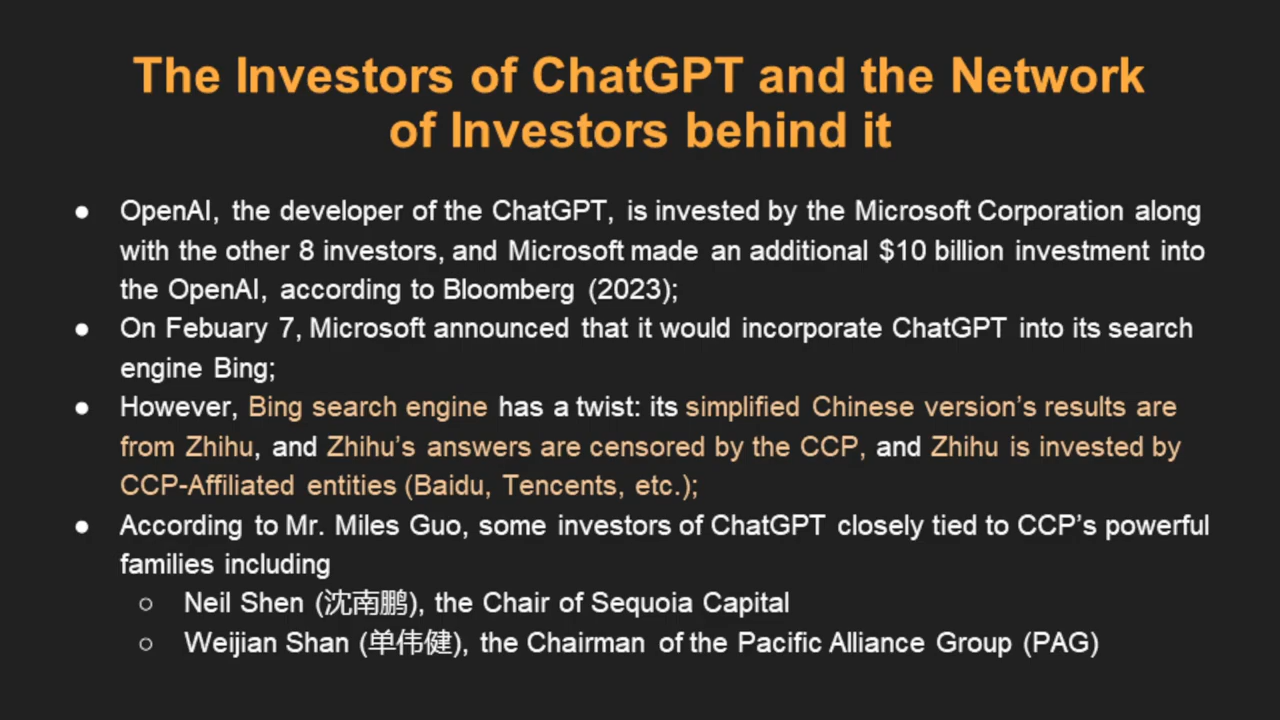 The Investors of ChatGPT and the Network
of Investors behind it
● OpenAI, the developer of the ChatGPT, is invested by the Microsoft Corporation along
with the other 8 investors, and Microsoft made an additional $10 billion investment into
the OpenAI, according to Bloomberg (2023);
● On Febuary 7, Microsoft announced that it would incorporate ChatGPT into its search
engine Bing;
● However, Bing search engine has a twist: its simplified Chinese version’s results are
from Zhihu, and Zhihu’s answers are censored by the CCP, and Zhihu is invested by
CCP-Affiliated entities (Baidu, Tencents, etc.);
● According to Mr. Miles Guo, some investors of ChatGPT closely tied to CCP’s powerful
families including
○ Neil Shen (沈南鹏), the Chair of Sequoia Capital
○ Weijian Shan (单伟健), the Chairman of the Pacific Alliance Group (PAG)